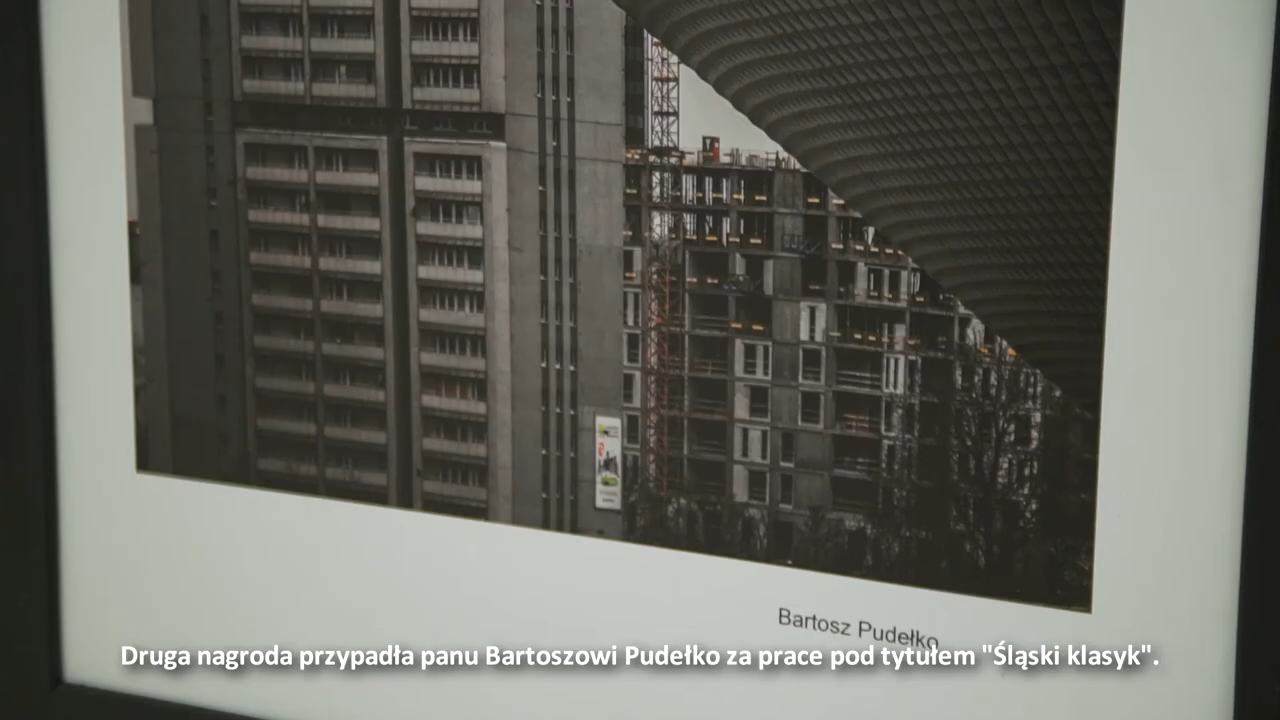 Bartosz Pudełko
Druga nagroda przypadła panu Bartoszowi Pudełko za prace pod tytułem "Śląski klasyk".